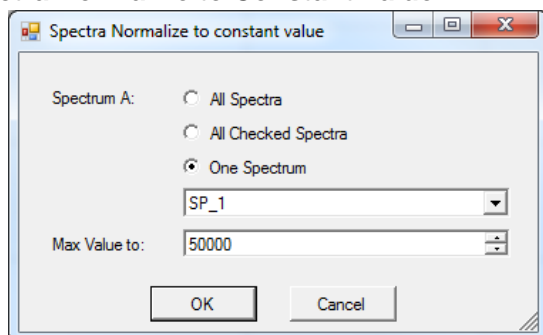 Spectra Normalize to constant value
Spectrum A:
All Spectra
All Checked Spectra
One Spectrum
SP_1
Max Value to:
50000
OK
Cancel